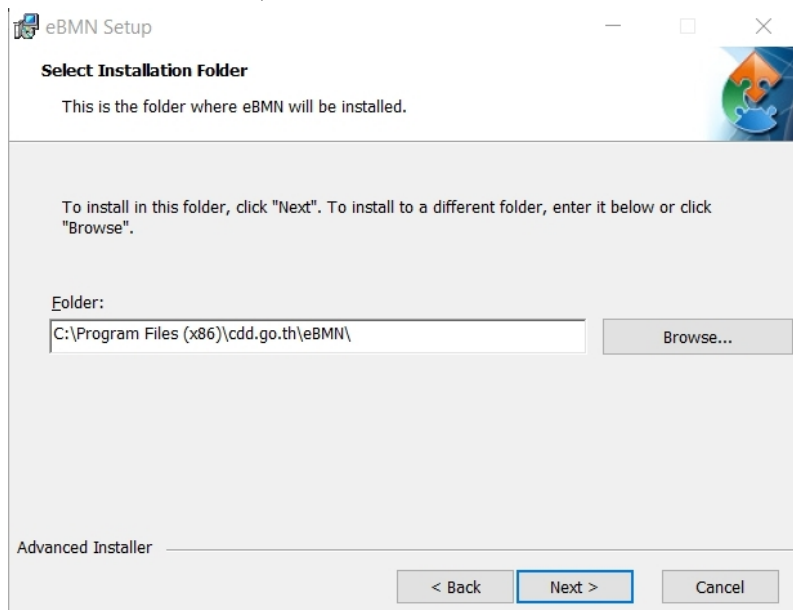 eBMN Setup
Select Installation Folder
This is the folder where eBMN will be installed.
To install in this folder, click "Next". To install to a different folder, enter it below or click
"Browse".
Folder:
C:\Program Files (x86)\cdd.go.th\eBMN\
Browse...
Advanced Installer
< Back
Next >
Cancel